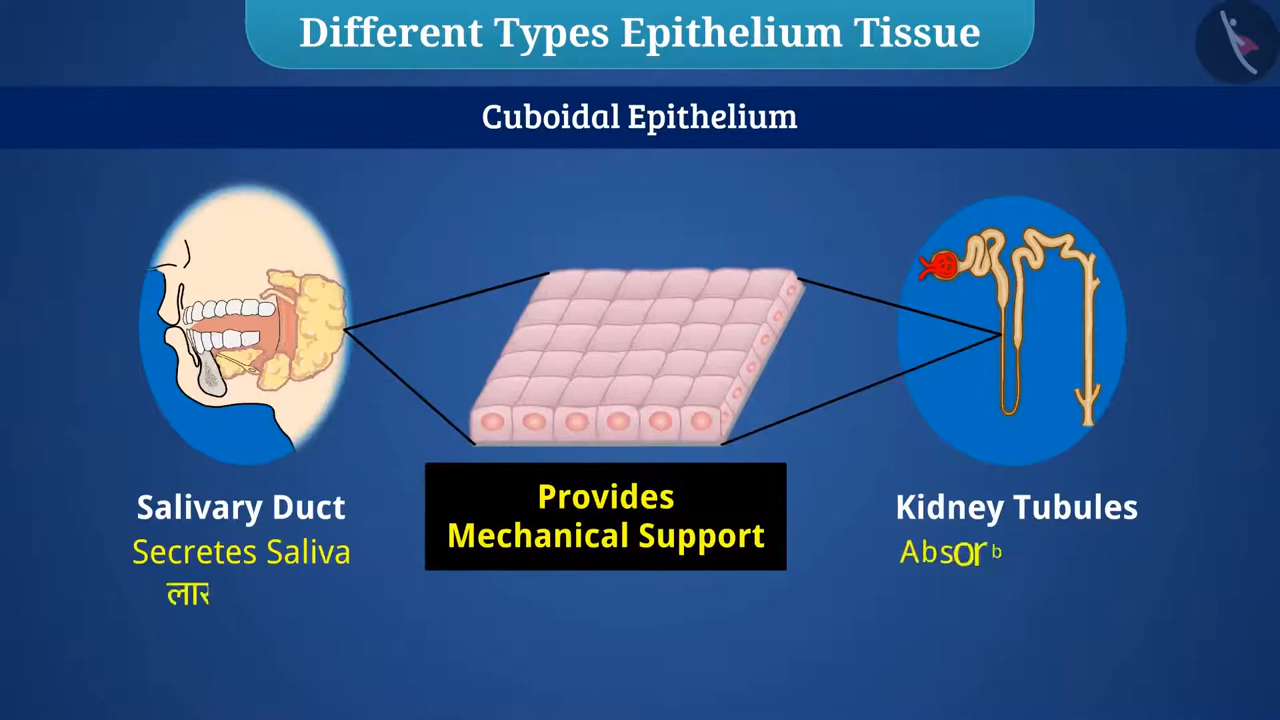 Different Types Epithelium Tissue
Cuboidal Epithelium
Provides
Mechanical Support
Salivary Duct
Secretes Saliva
Kidney Tubules
Absorb